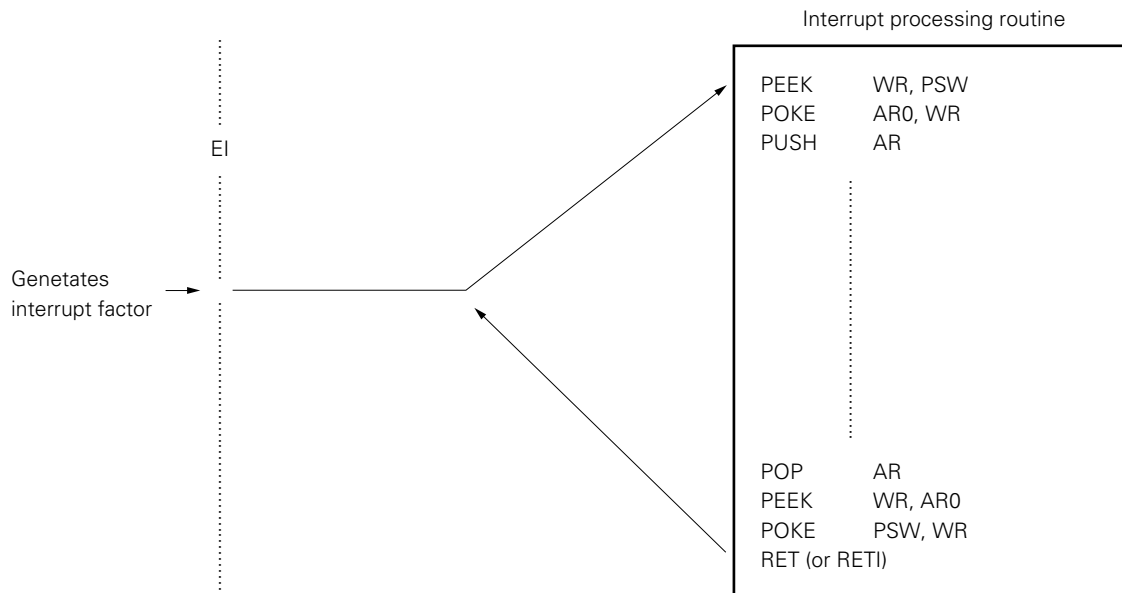 Interrupt processing routine
PEEK WR, PSW
POKE AR0, WR
PUSH AR
EI
Genetates
interrupt factor
POP AR
PEEK WR, AR0
POKE PSW, WR
RET (or RETI)